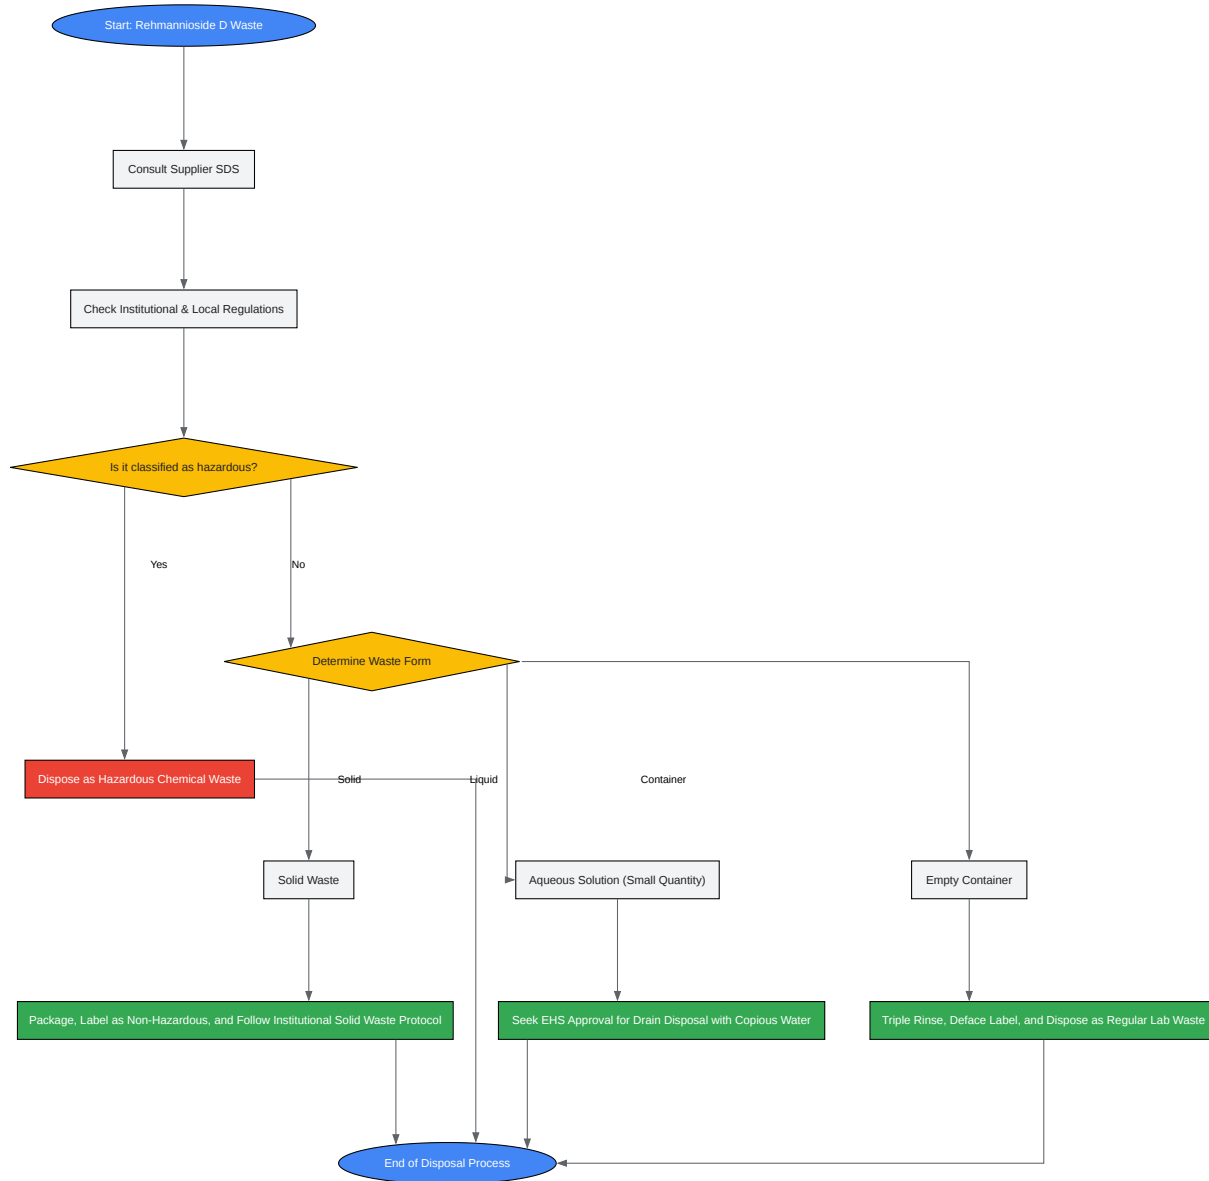 Start: Rehmannioside D Waste
Consult Supplier SDS
Check Institutional & Local Regulations
Is it classified as hazardous?
Yes
No
Determine Waste Form
Dispose as Hazardous Chemical Waste
Solid
Liquid
Container
Solid Waste
Aqueous Solution (Small Quantity)
Empty Container
Package, Label as Non-Hazardous, and Follow Institutional Solid Waste Protocol
Seek EHS Approval for Drain Disposal with Copious Water
Triple Rinse, Deface Label, and Dispose as Regular Lab Waste
End of Disposal Process